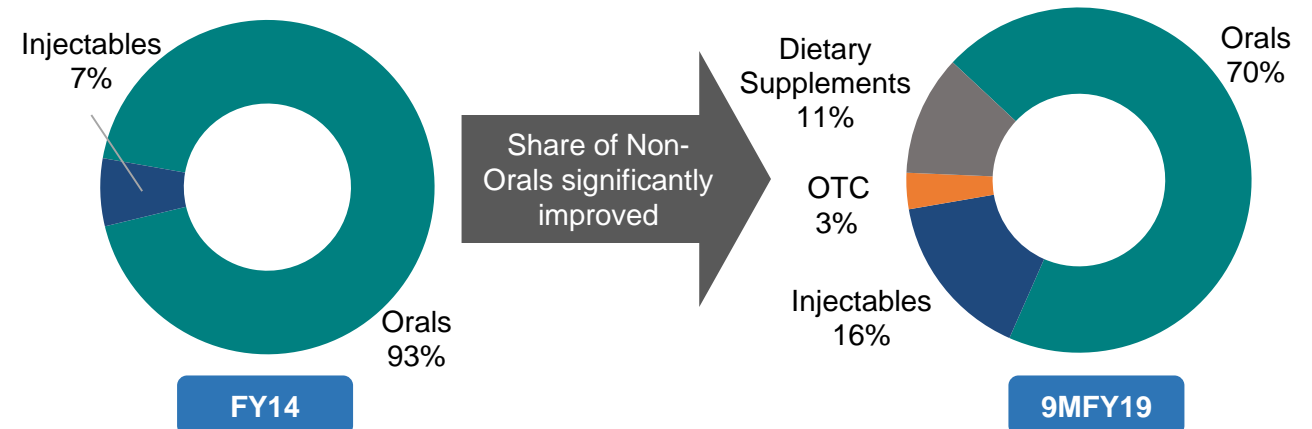 Injectables
7%
Orals
93%
FY14
Share of Non-
Orals significantly
improved
Dietary
Supplements
11%
OTC
3%
Injectables
16%
Orals
70%
9MFY19